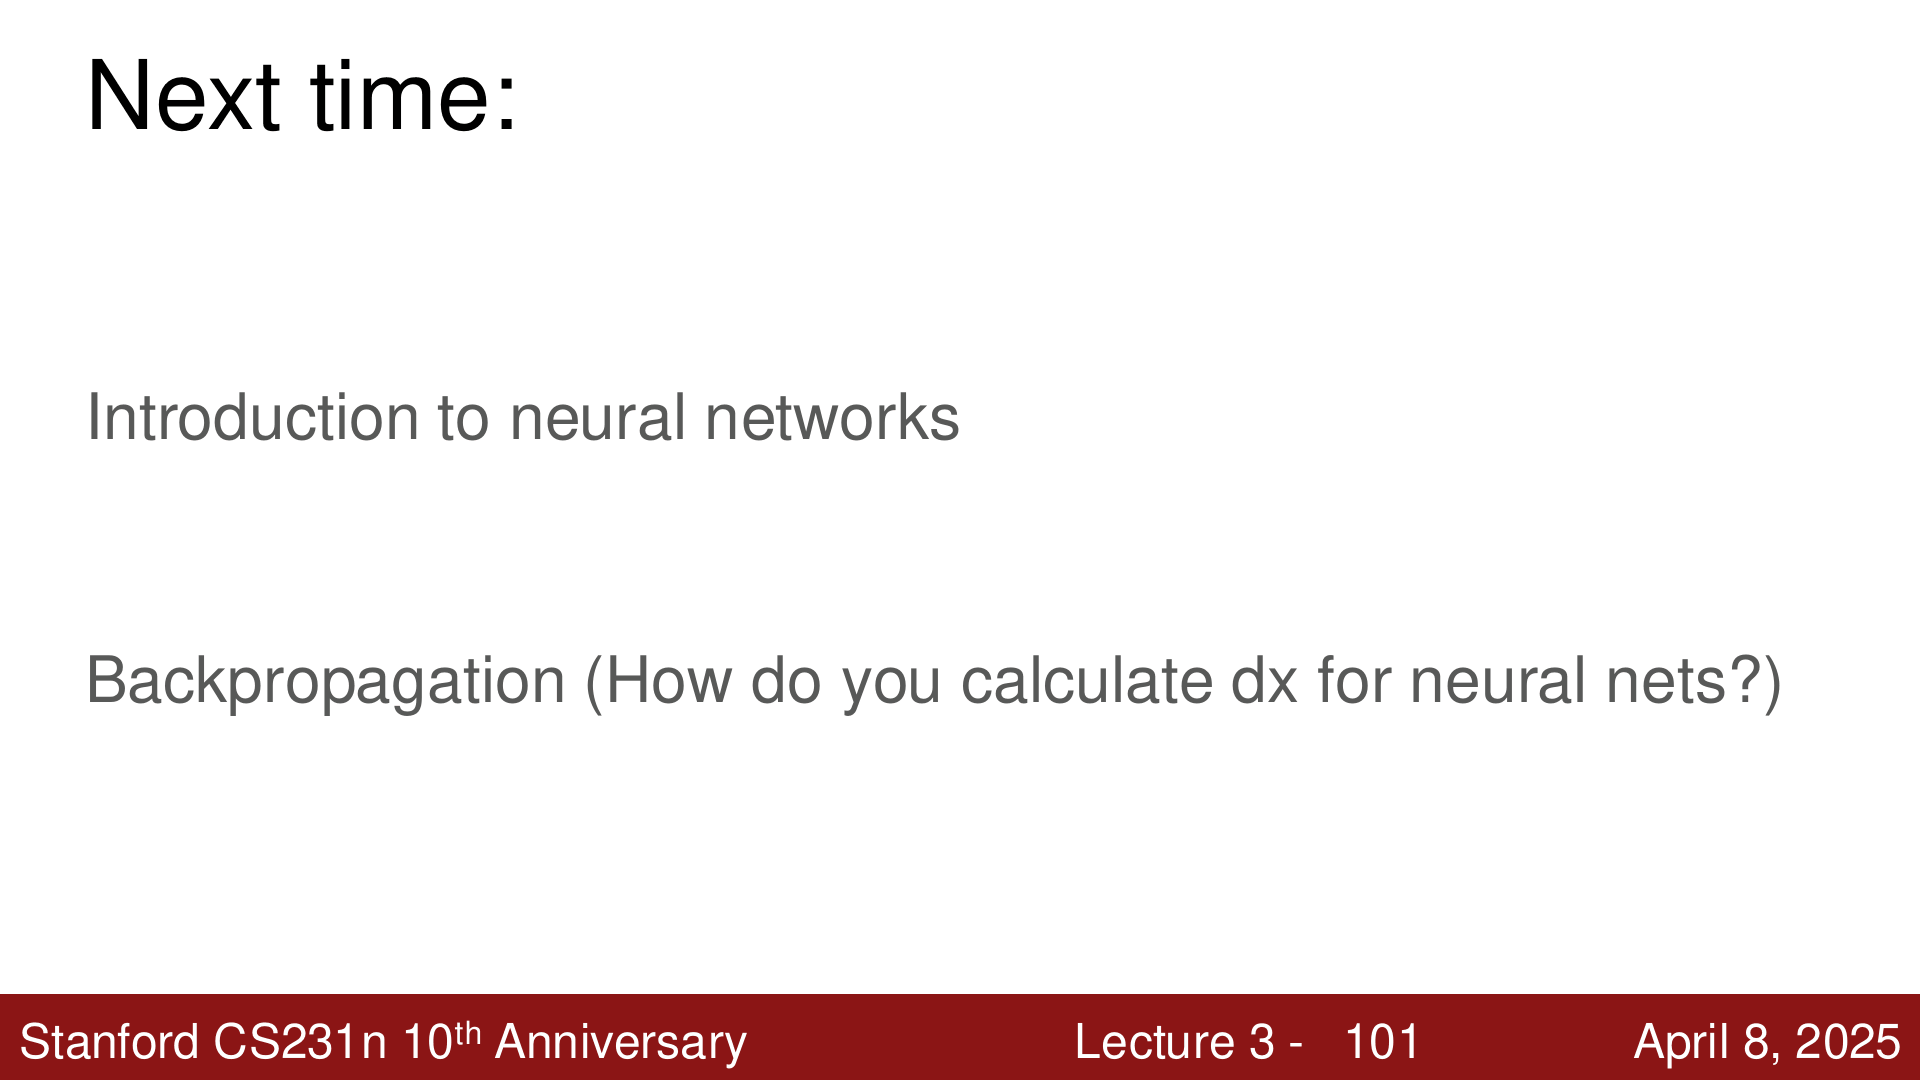 Next time:
Introduction to neural networks
Backpropagation (How do you calculate dx for neural nets?)
Stanford CS231n 10th Anniversary Lecture 3 - 101 April 8, 2025